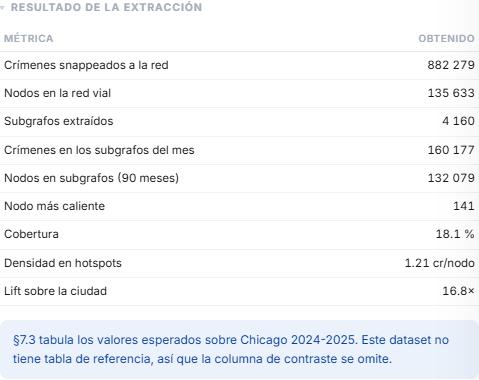 RESULTADO DE LA EXTRACCIÓN
MÉTRICA OBTENIDO
Crímenes snappeados a la red 882 279
Nodos en la red vial 135 633
Subgrafos extraídos 4 160
Crímenes en los subgrafos del mes 160 177
Nodos en subgrafos (90 meses) 132 079
Nodo más caliente 141
Cobertura 18.1 %
Densidad en hotspots 1.21 cr/nodo
Lift sobre la ciudad 16.8×
§7.3 tabula los valores esperados sobre Chicago 2024-2025. Este dataset no
tiene tabla de referencia, así que la columna de contraste se omite.